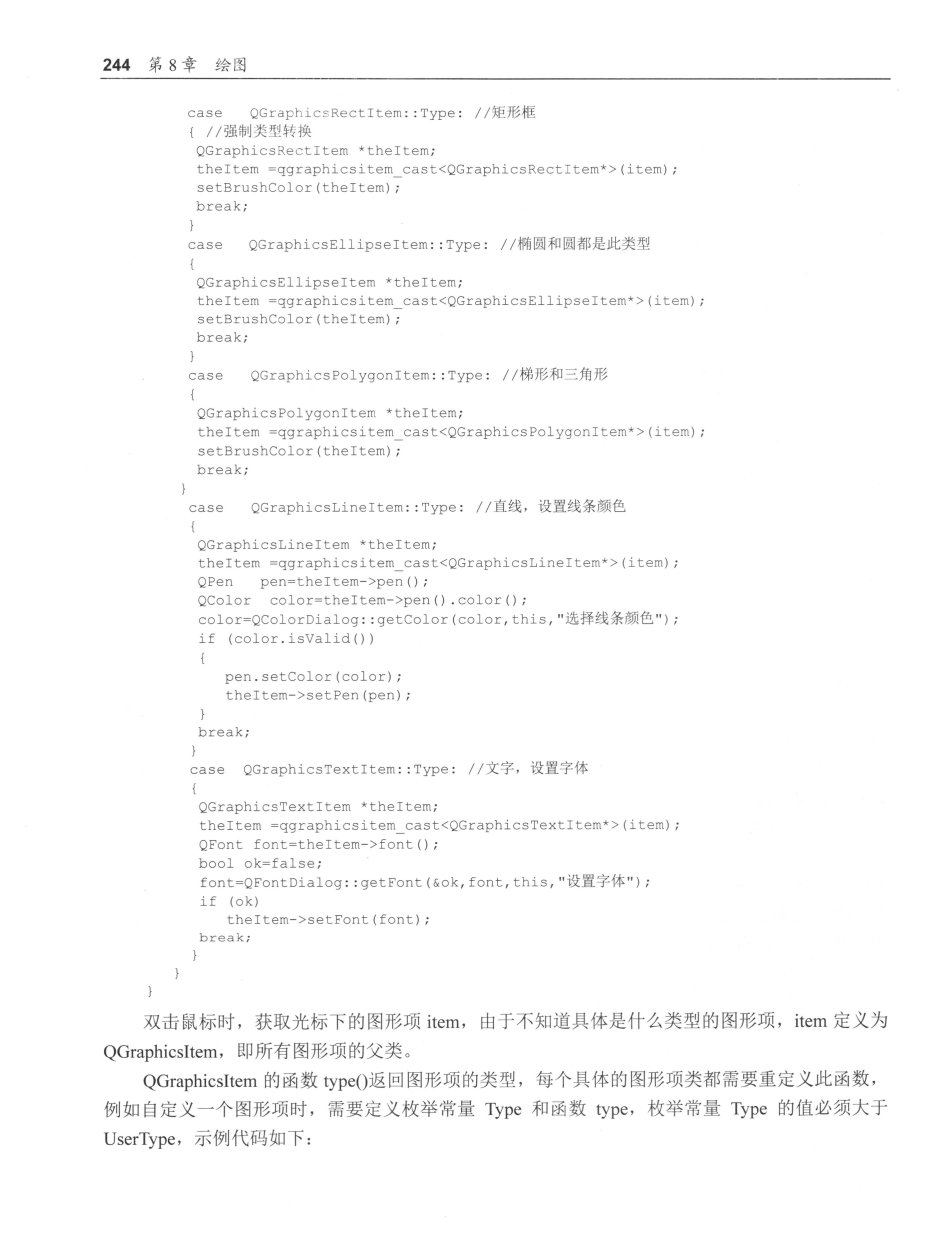 244 第 8 章 绘图
case QGraphicsRectItem::Type: //矩形框
{ //强制类型转换
QGraphicsRectItem *theItem;
theItem =qgraphicsitem_cast<QGraphicsRectItem*>(item);
setBrushColor(theItem);
break;
}
case QGraphicsEllipseItem::Type: //椭圆和圆都是此类型
{
QGraphicsEllipseItem *theItem;
theItem =qgraphicsitem_cast<QGraphicsEllipseItem*>(item);
setBrushColor(theItem);
break;
}
case QGraphicsPolygonItem::Type: //梯形和三角形
{
QGraphicsPolygonItem *theItem;
theItem =qgraphicsitem_cast<QGraphicsPolygonItem*>(item);
setBrushColor(theItem);
break;
}
case QGraphicsLineItem::Type: //直线，设置线条颜色
{
QGraphicsLineItem *theItem;
theItem =qgraphicsitem_cast<QGraphicsLineItem*>(item);
QPen pen=theItem->pen();
QColor color=theItem->pen().color();
color=QColorDialog::getColor(color,this,"选择线条颜色");
if (color.isValid())
{
pen.setColor(color);
theItem->setPen(pen);
}
break;
}
case QGraphicsTextItem::Type: //文字，设置字体
{
QGraphicsTextItem *theItem;
theItem =qgraphicsitem_cast<QGraphicsTextItem*>(item);
QFont font=theItem->font();
bool ok=false;
font=QFontDialog::getFont(&ok,font,this,"设置字体");
if (ok)
theItem->setFont(font);
break;
}
}
}
双击鼠标时，获取光标下的图形项 item，由于不知道具体是什么类型的图形项，item 定义为
QGraphicsItem，即所有图形项的父类。
QGraphicsItem 的函数 type()返回图形项的类型，每个具体的图形项类都需要重定义此函数，
例如自定义一个图形项时，需要定义枚举常量 Type 和函数 type，枚举常量 Type 的值必须大于
UserType，示例代码如下：